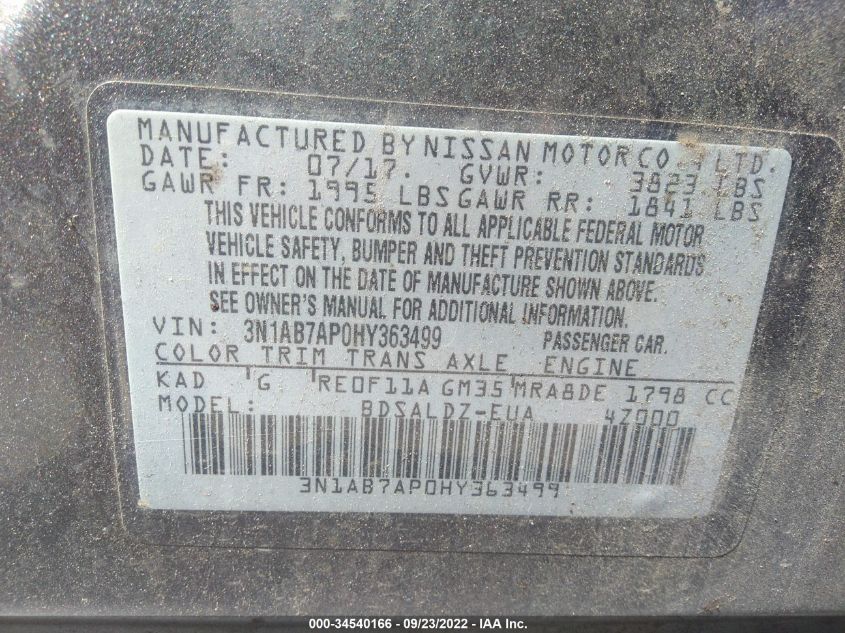 MANUFACTURED BY NISSAN MOTOR CO., LTD.
DATE: 07/17. GVWR: 3823 LBS
GAWR FR: 1995 LBS GAWR RR: 1841 LBS
THIS VEHICLE CONFORMS TO ALL APPLICABLE FEDERAL MOTOR
VEHICLE SAFETY, BUMPER AND THEFT PREVENTION STANDARDS
IN EFFECT ON THE DATE OF MANUFACTURE SHOWN ABOVE.
SEE OWNER'S MANUAL FOR ADDITIONAL INFORMATION.
VIN: 3N1AB7AP0HY363499 PASSENGER CAR.
COLOR TRIM TRANS AXLE ENGINE
KAD G RE0F11A GM35 MRA8DE 1798 CC
MODEL: BDSALDZ-EUA 4Z000
3N1AB7AP0HY363499
000-34540166 - 09/23/2022 - IAA Inc.